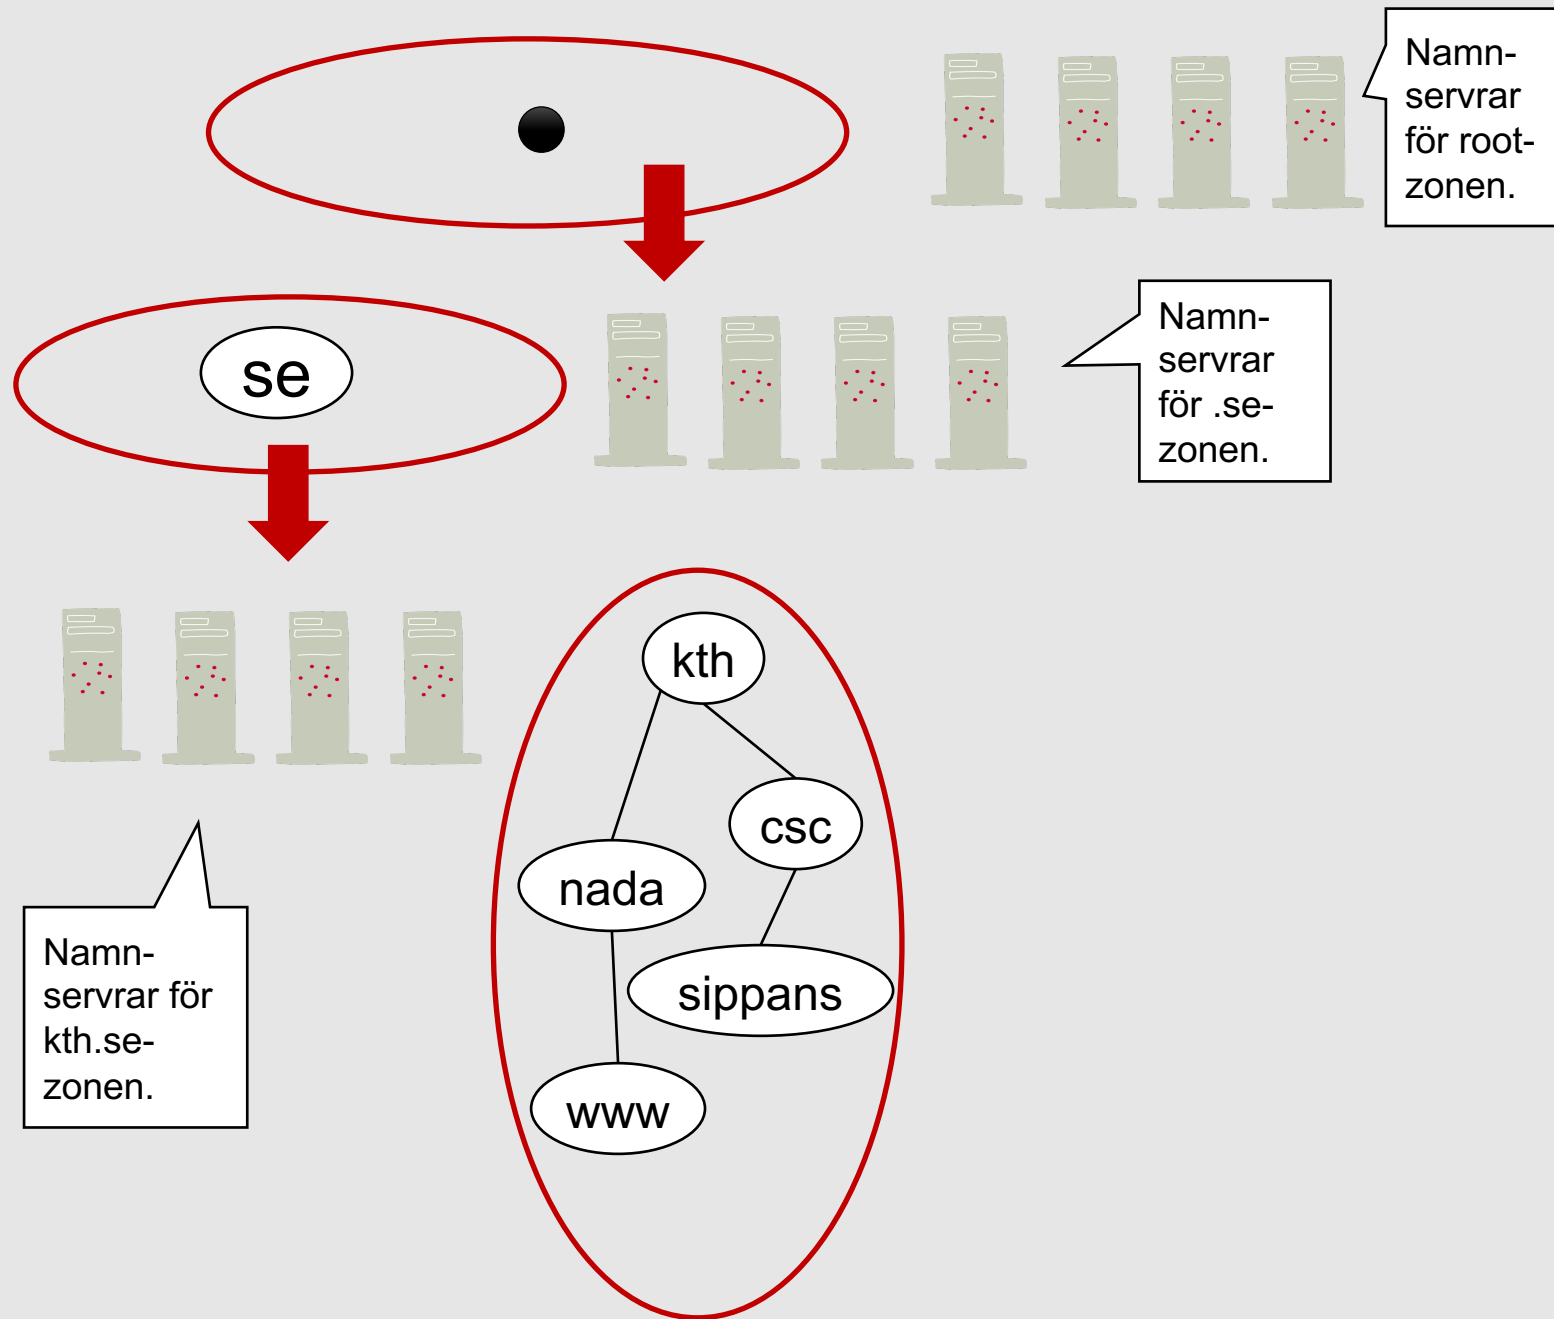 Namn-
servrar
för root-
zonen.
Namn-
servrar
för .se-
zonen.
se
kth
csc
nada
sippans
www
Namn-
servrar för
kth.se-
zonen.